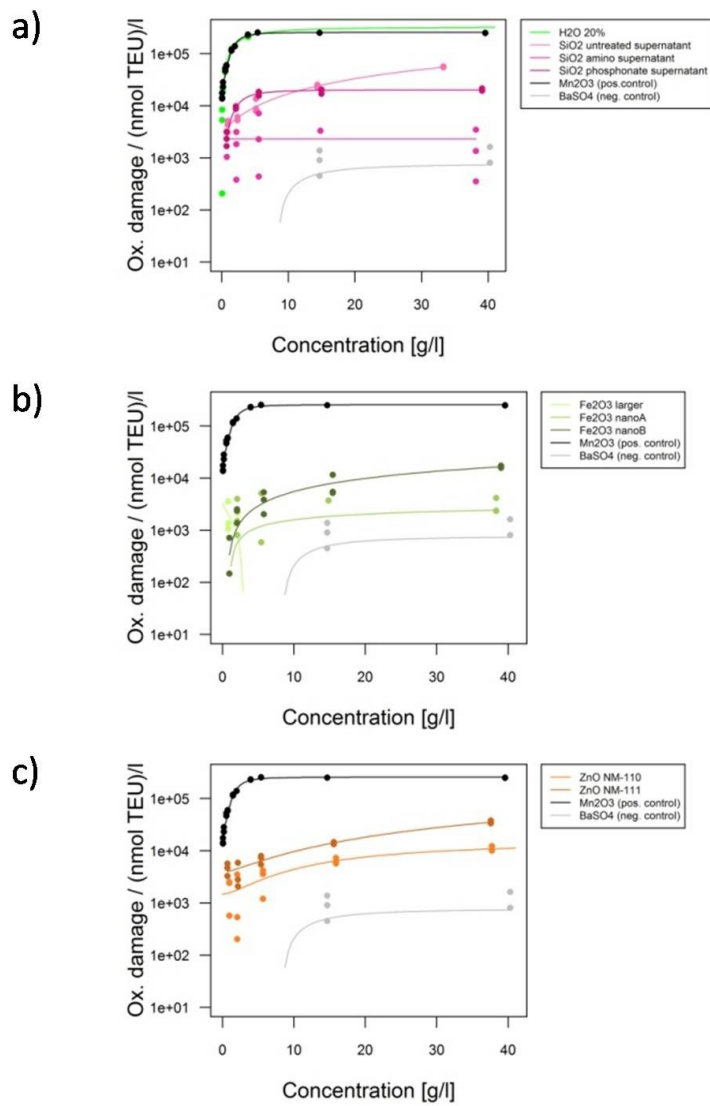 a)
Ox. damage / (nmol TEU)/l
1e+05
1e+04
1e+03
1e+02
1e+01
0 10 20 30 40
Concentration [g/l]
H2O 20%
SiO2 untreated supernatant
SiO2 amino supernatant
SiO2 phosphonate supernatant
Mn2O3 (pos.control)
BaSO4 (neg. control)
b)
Ox. damage / (nmol TEU)/l
1e+05
1e+04
1e+03
1e+02
1e+01
0 10 20 30 40
Concentration [g/l]
Fe2O3 larger
Fe2O3 nanoA
Fe2O3 nanoB
Mn2O3 (pos. control)
BaSO4 (neg. control)
c)
Ox. damage / (nmol TEU)/l
1e+05
1e+04
1e+03
1e+02
1e+01
0 10 20 30 40
Concentration [g/l]
ZnO NM-110
ZnO NM-111
Mn2O3 (pos. control)
BaSO4 (neg. control)